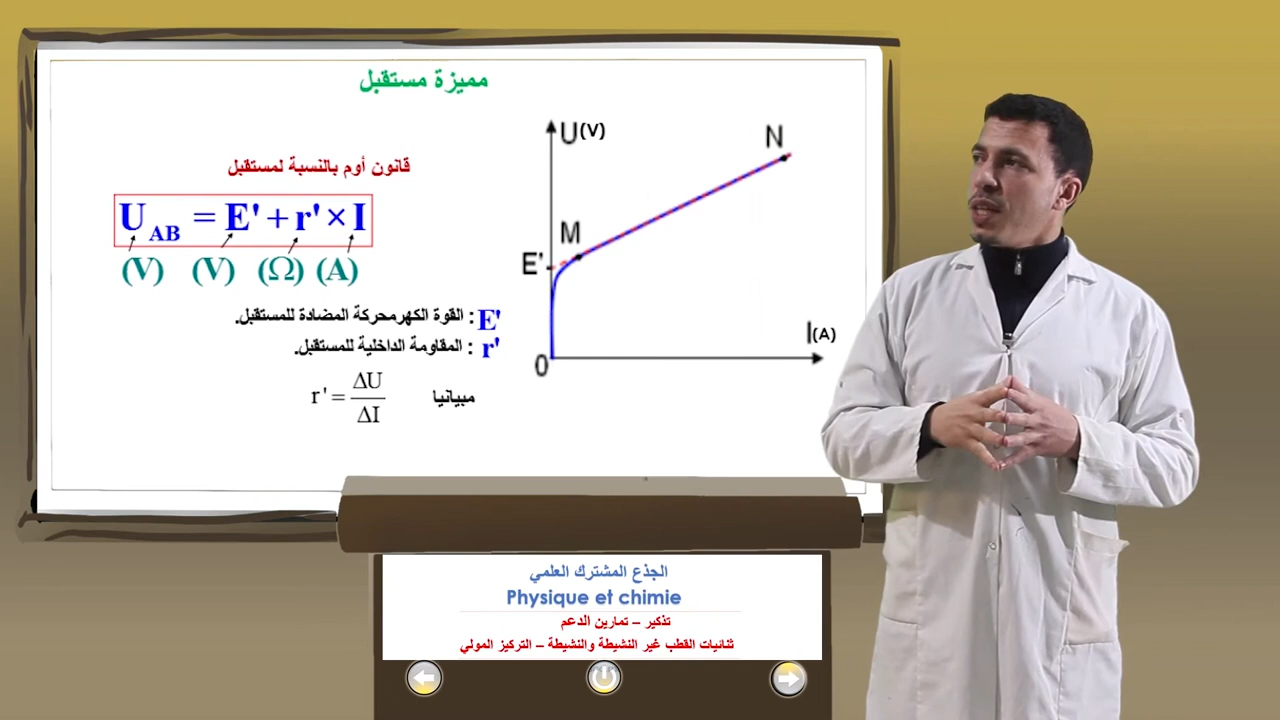 مميزة مستقبل
قانون أوم بالنسبة لمستقبل
U_AB = E' + r' × I
(V) (V) (Ω) (A)
E' : القوة الكهرمحركة المضادة للمستقبل.
r' : المقاومة الداخلية للمستقبل.
مبيانيا r' = ΔU / ΔI
U(V)
N
M
E'
I(A)
0
الجذع المشترك العلمي
Physique et chimie
تذكير – تمارين الدعم
ثنائيات القطب غير النشيطة والنشيطة – التركيز المولي